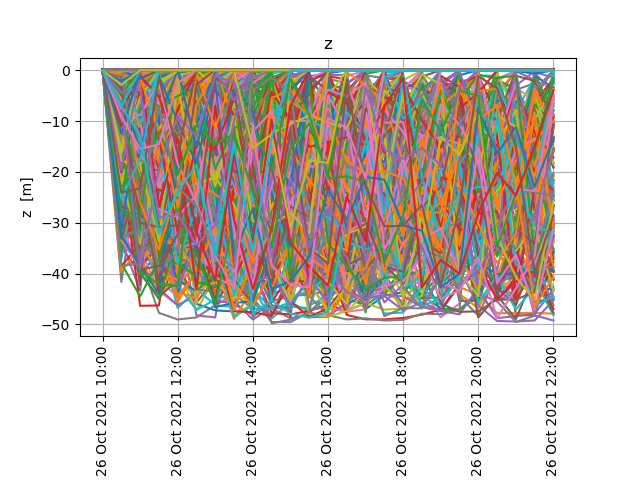 z
0
−10
−20
−30
−40
−50
z [m]
26 Oct 2021 10:00
26 Oct 2021 12:00
26 Oct 2021 14:00
26 Oct 2021 16:00
26 Oct 2021 18:00
26 Oct 2021 20:00
26 Oct 2021 22:00